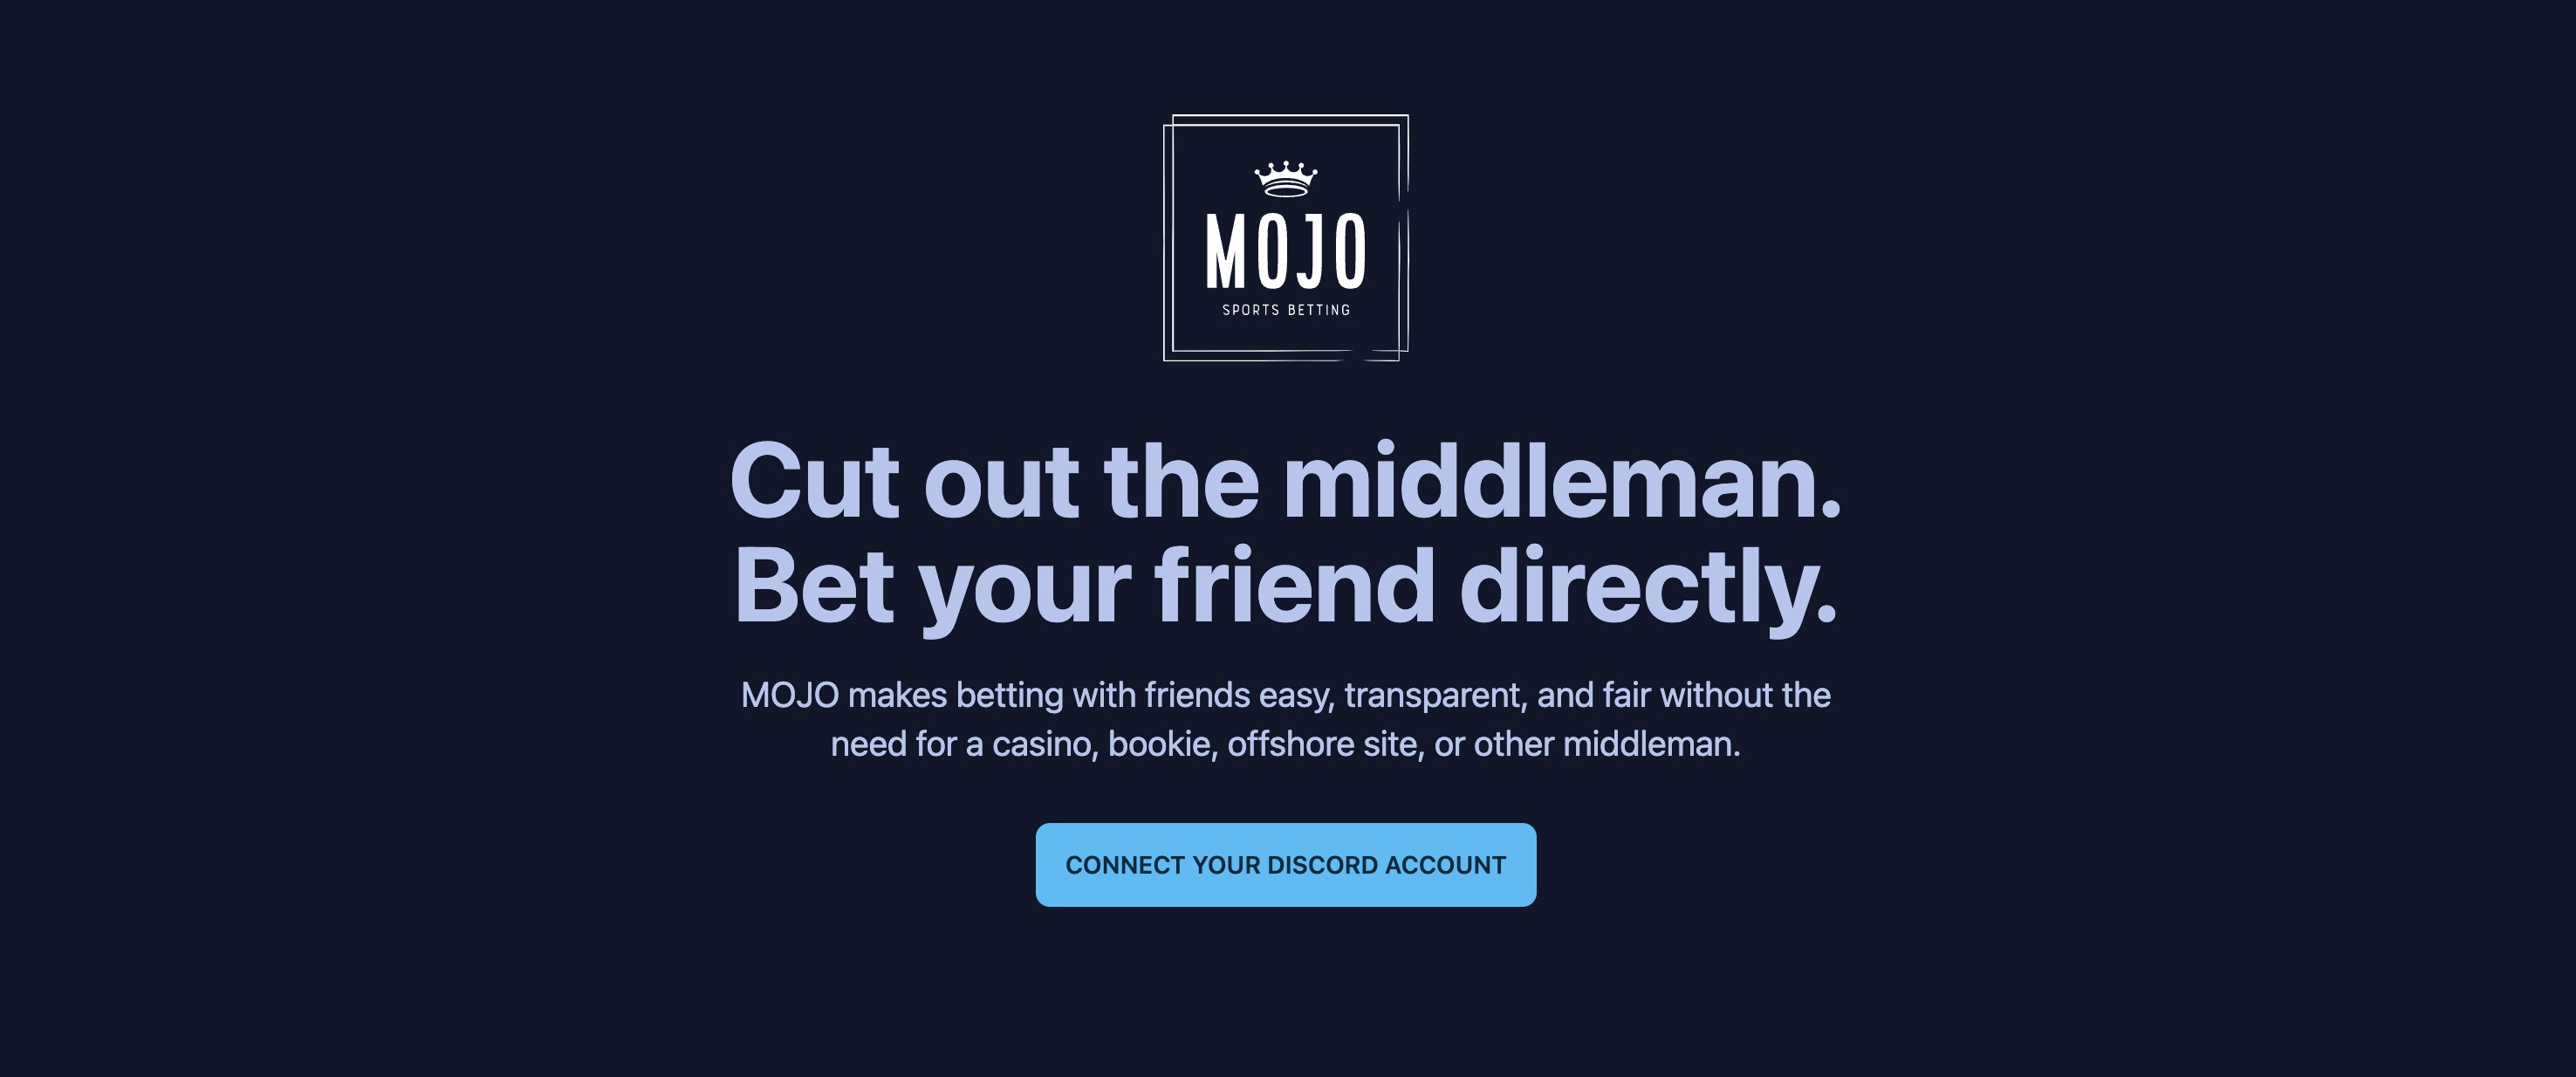 MOJO
SPORTS BETTING
Cut out the middleman.
Bet your friend directly.
MOJO makes betting with friends easy, transparent, and fair without the
need for a casino, bookie, offshore site, or other middleman.
CONNECT YOUR DISCORD ACCOUNT